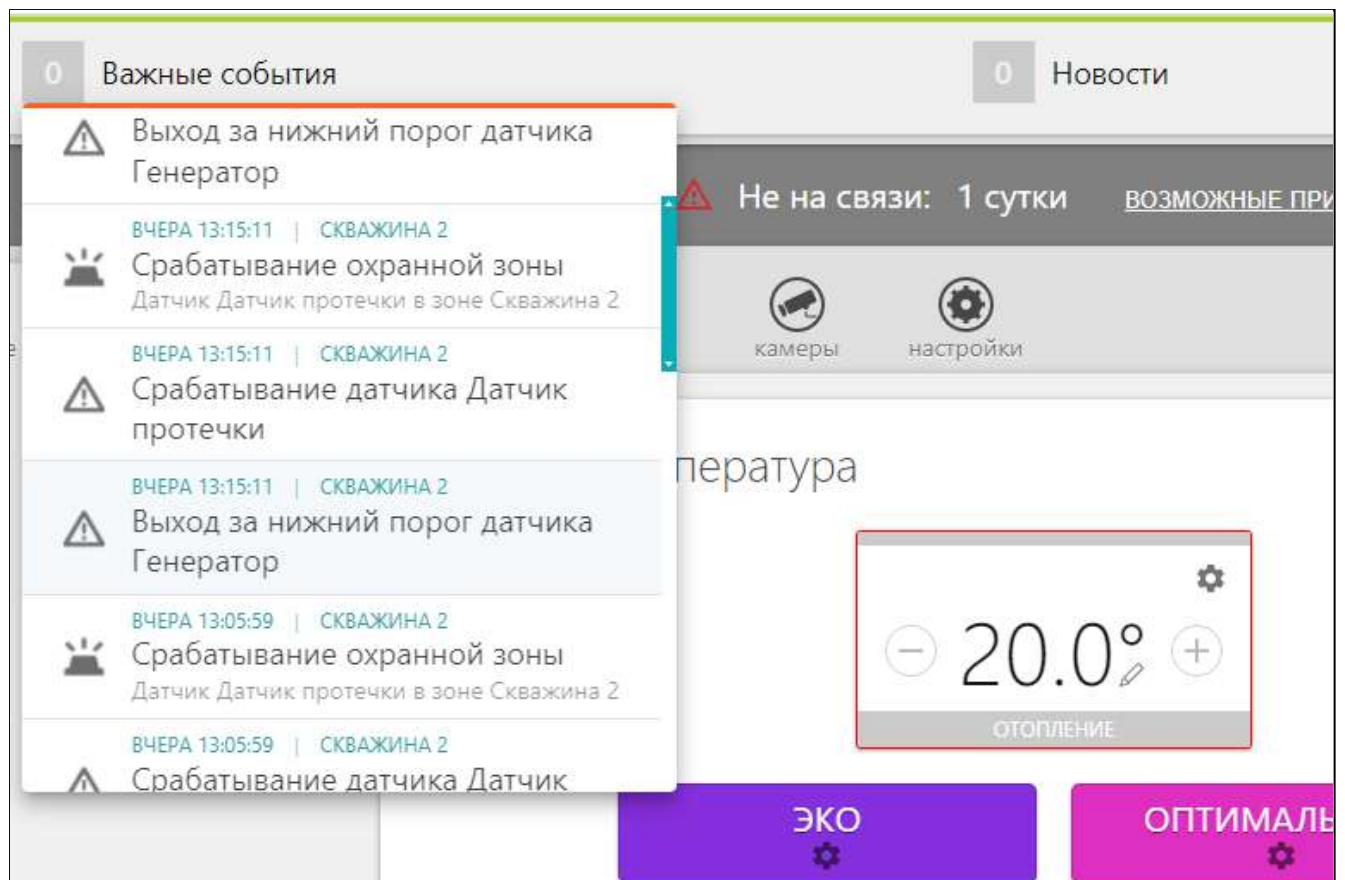 0 Важные события
0 Новости
Выход за нижний порог датчика
Генератор
ВЧЕРА 13:15:11 | СКВАЖИНА 2
Срабатывание охранной зоны
Датчик Датчик протечки в зоне Скважина 2
ВЧЕРА 13:15:11 | СКВАЖИНА 2
Срабатывание датчика Датчик
протечки
ВЧЕРА 13:15:11 | СКВАЖИНА 2
Выход за нижний порог датчика
Генератор
ВЧЕРА 13:05:59 | СКВАЖИНА 2
Срабатывание охранной зоны
Датчик Датчик протечки в зоне Скважина 2
ВЧЕРА 13:05:59 | СКВАЖИНА 2
Срабатывание датчика Датчик
Не на связи: 1 сутки ВОЗМОЖНЫЕ ПРИ
камеры настройки
пература
20.0°
ОТОПЛЕНИЕ
ЭКО
ОПТИМАЛЬ